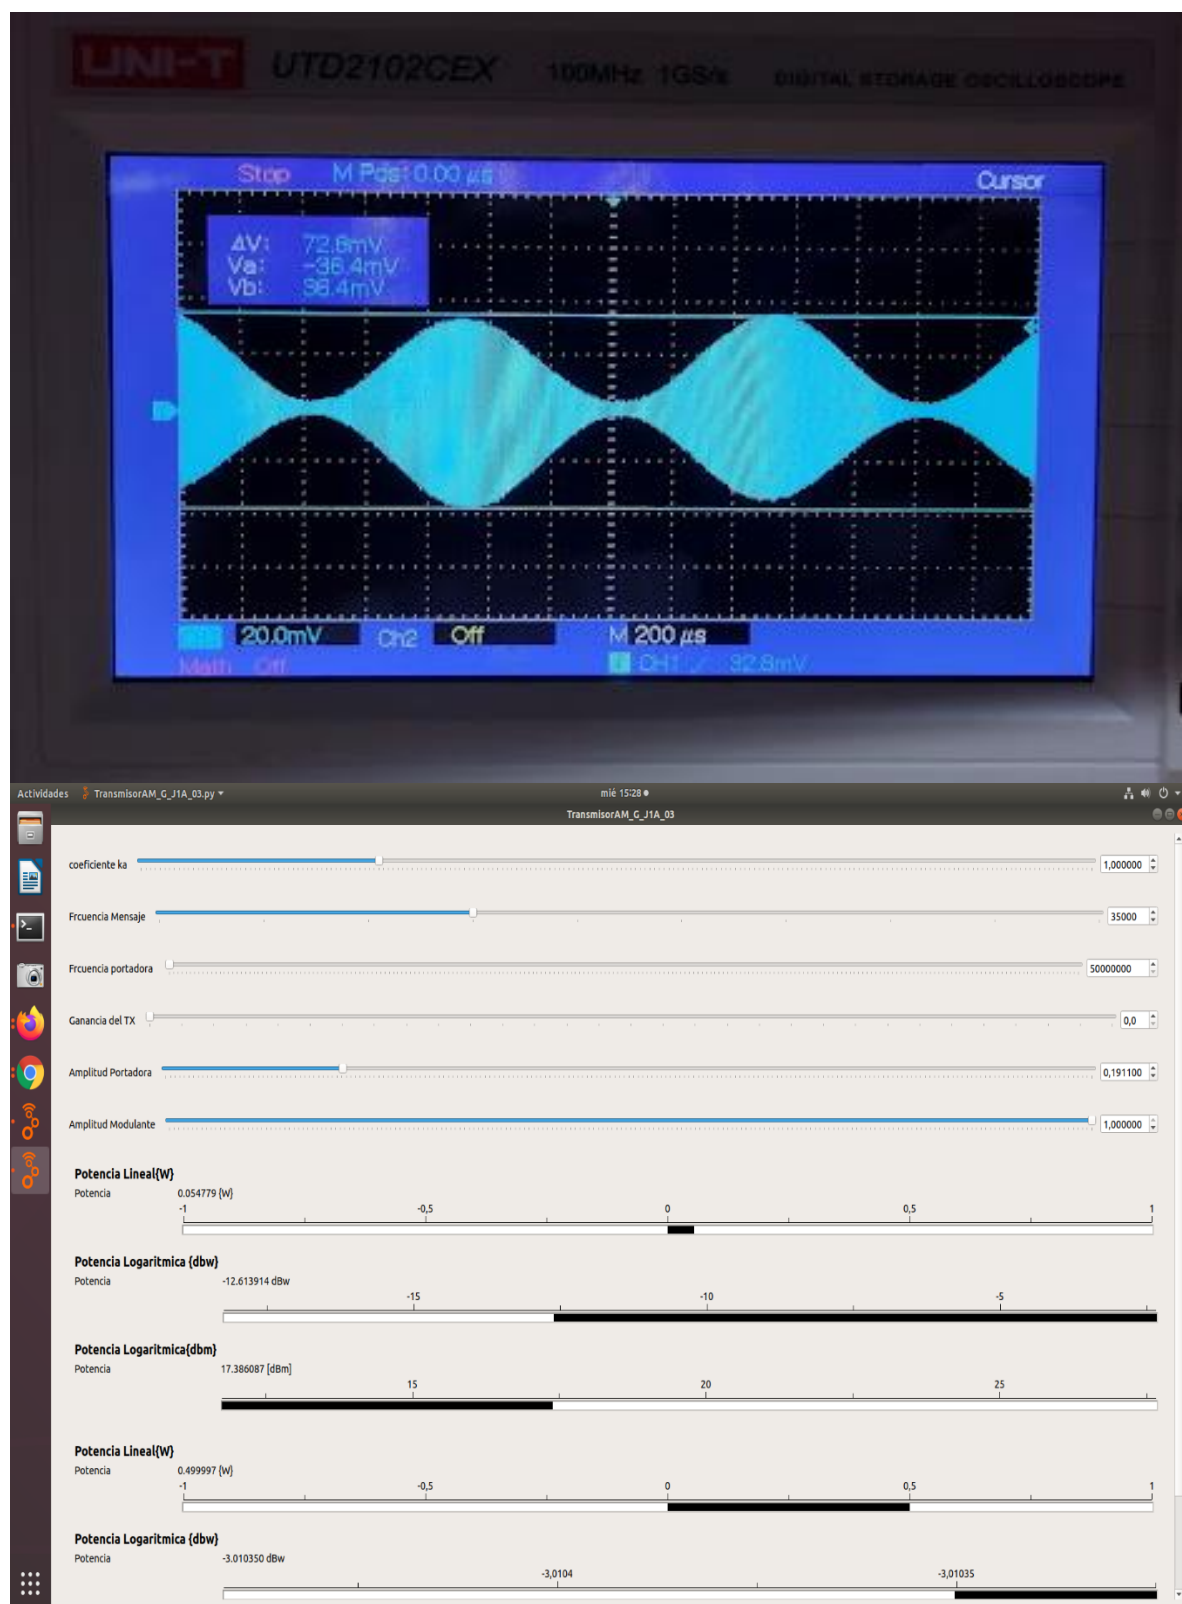 UNI-T UTD2102CEX 100MHz 1GS/s DIGITAL STORAGE OSCILLOSCOPE
Stop M Pos: 0.00 µs Cursor
ΔV: 72.8mV
Va: -36.4mV
Vb: 36.4mV
20.0mV Ch2 Off M 200 µs
Math Off CH1 32.8mV
Actividades TransmisorAM_G_J1A_03.py mié 15:28
TransmisorAM_G_J1A_03
coeficiente ka 1,000000
Frcuencia Mensaje 35000
Frcuencia portadora 50000000
Ganancia del TX 0,0
Amplitud Portadora 0,191100
Amplitud Modulante 1,000000
Potencia Lineal{W}
Potencia 0.054779 {W}
-1 -0,5 0 0,5 1
Potencia Logaritmica {dbw}
Potencia -12.613914 dBw
-15 -10 -5
Potencia Logaritmica{dbm}
Potencia 17.386087 [dBm]
15 20 25
Potencia Lineal{W}
Potencia 0.499997 {W}
-1 -0,5 0 0,5 1
Potencia Logaritmica {dbw}
Potencia -3.010350 dBw
-3,0104 -3,01035